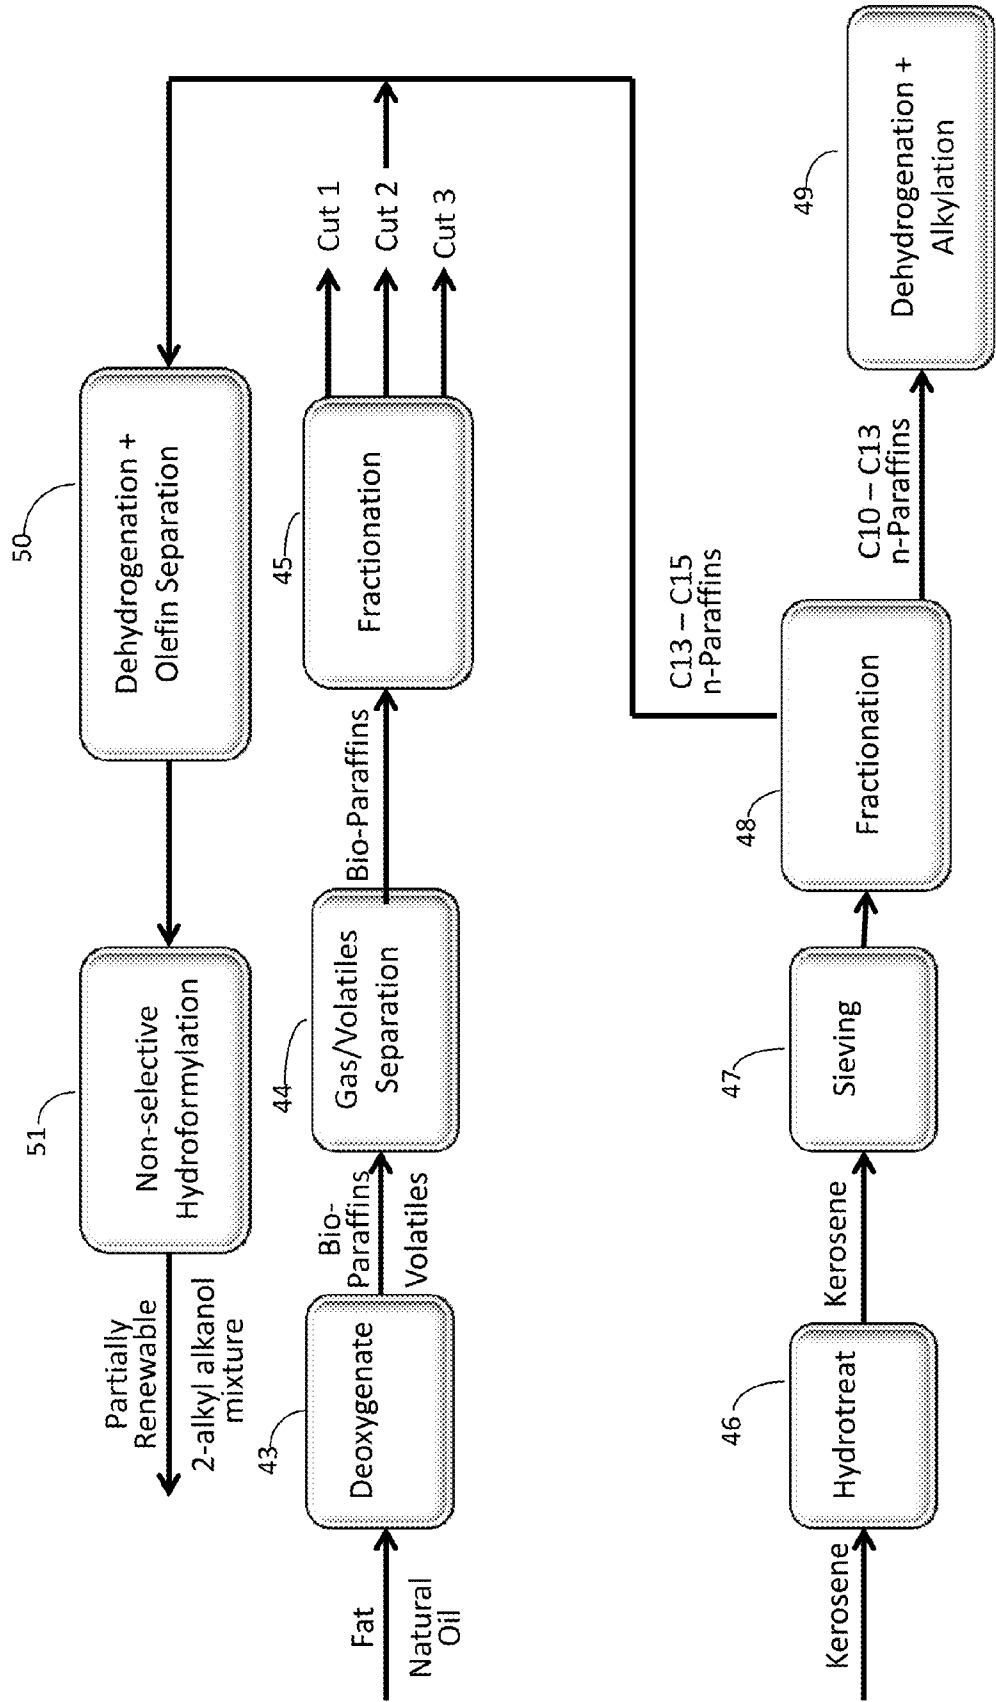 Partially
Renewable
2-alkyl alkanol
mixture
51
Non-selective
Hydroformylation
50
Dehydrogenation +
Olefin Separation
Fat
Natural
Oil
43
Deoxygenate
Bio-
Paraffins
Volatiles
44
Gas/Volatiles
Separation
Bio-Paraffins
45
Fractionation
Cut 1
Cut 2
Cut 3
C13 – C15
n-Paraffins
Kerosene
46
Hydrotreat
Kerosene
47
Sieving
48
Fractionation
C10 – C13
n-Paraffins
49
Dehydrogenation +
Alkylation